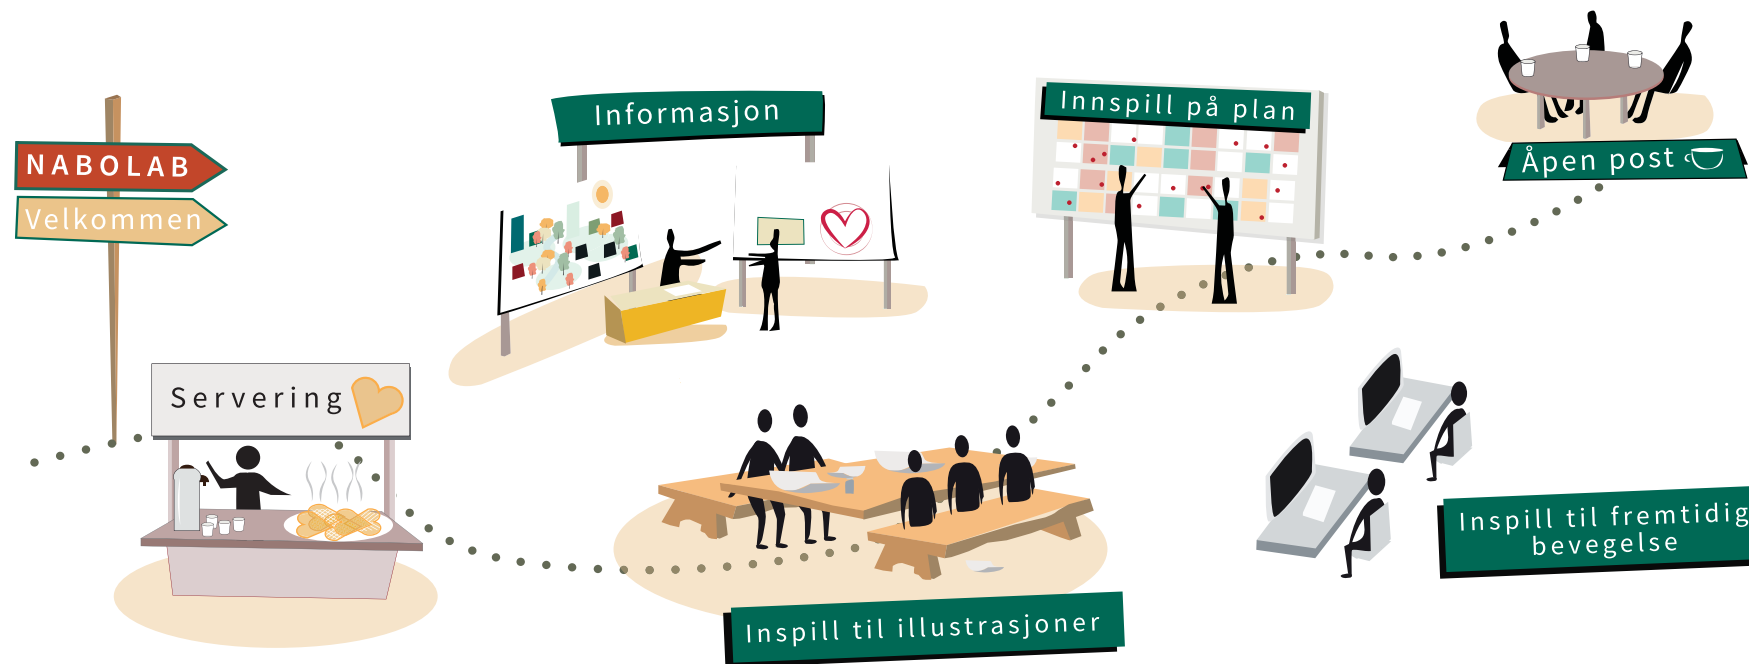 NABOLAB
Velkommen
Servering
Informasjon
Innspill på plan
Åpen post
Inspill til illustrasjoner
Inspill til fremtidig
bevegelse